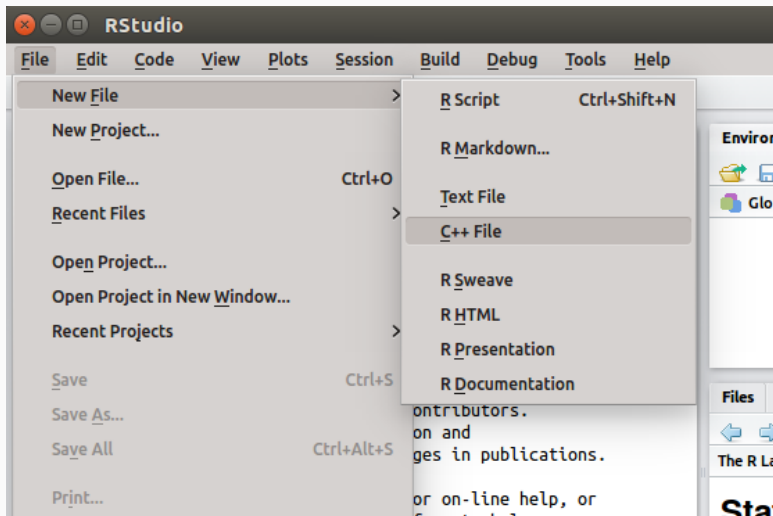 RStudio
File Edit Code View Plots Session Build Debug Tools Help
New File
New Project...
Open File... Ctrl+O
Recent Files
Open Project...
Open Project in New Window...
Recent Projects
Save Ctrl+S
Save As...
Save All Ctrl+Alt+S
Print...
R Script Ctrl+Shift+N
R Markdown...
Text File
C++ File
R Sweave
R HTML
R Presentation
R Documentation
ontributors.
on and
ges in publications.
or on-line help, or
Environ
Glo
Files
The R La
Sta